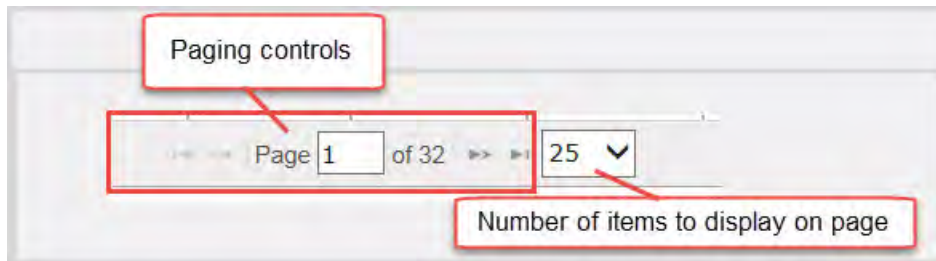 Paging controls
Page 1 of 32 25
Number of items to display on page